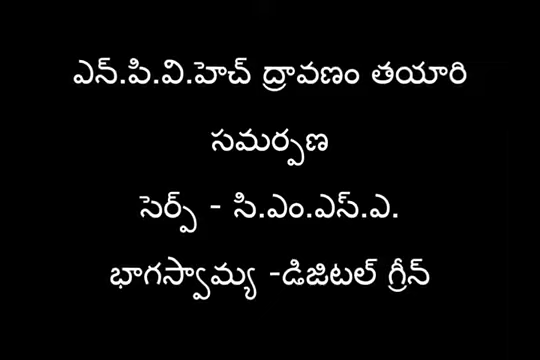 ఎన్.పి.వి.హెచ్ ద్రావణం తయారి
సమర్పణ
సెర్ప్ - సి.ఎం.ఎస్.ఎ.
భాగస్వామ్య -డిజిటల్ గ్రీన్